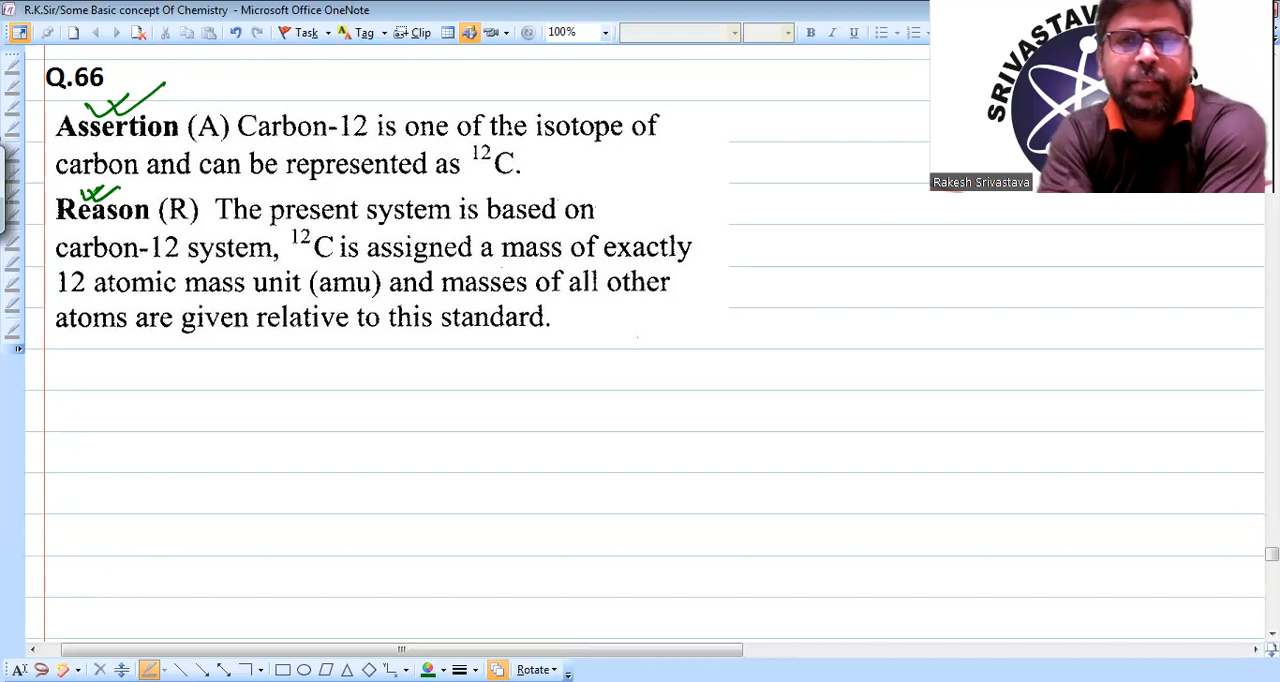 R.K.Sir/Some Basic concept Of Chemistry - Microsoft Office OneNote
Task Tag Clip 100% B I U
Q.66
Assertion (A) Carbon-12 is one of the isotope of
carbon and can be represented as ¹²C.
Reason (R) The present system is based on
carbon-12 system, ¹²C is assigned a mass of exactly
12 atomic mass unit (amu) and masses of all other
atoms are given relative to this standard.
SRIVASTAVA
Rakesh Srivastava
Rotate